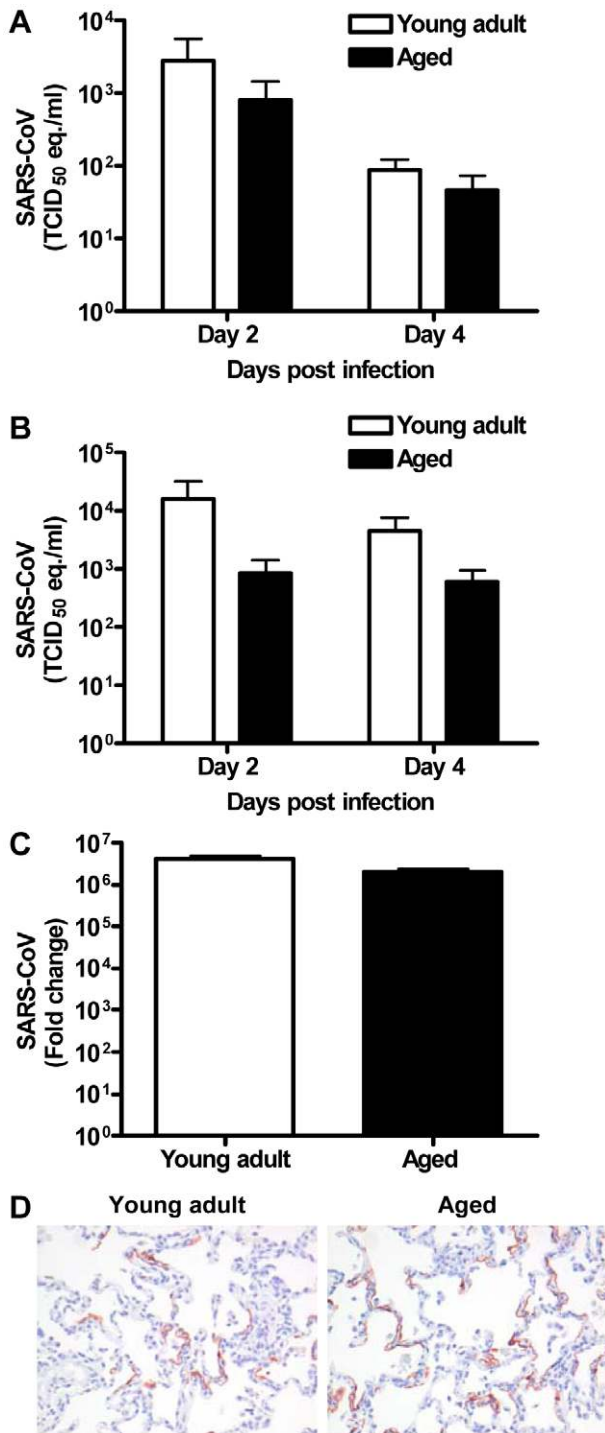 A
Young adult
Aged
SARS-CoV
(TCID50 eq./ml)
10^4
10^3
10^2
10^1
10^0
Day 2
Day 4
Days post infection
B
Young adult
Aged
SARS-CoV
(TCID50 eq./ml)
10^5
10^4
10^3
10^2
10^1
10^0
Day 2
Day 4
Days post infection
C
SARS-CoV
(Fold change)
10^7
10^6
10^5
10^4
10^3
10^2
10^1
10^0
Young adult
Aged
D
Young adult
Aged